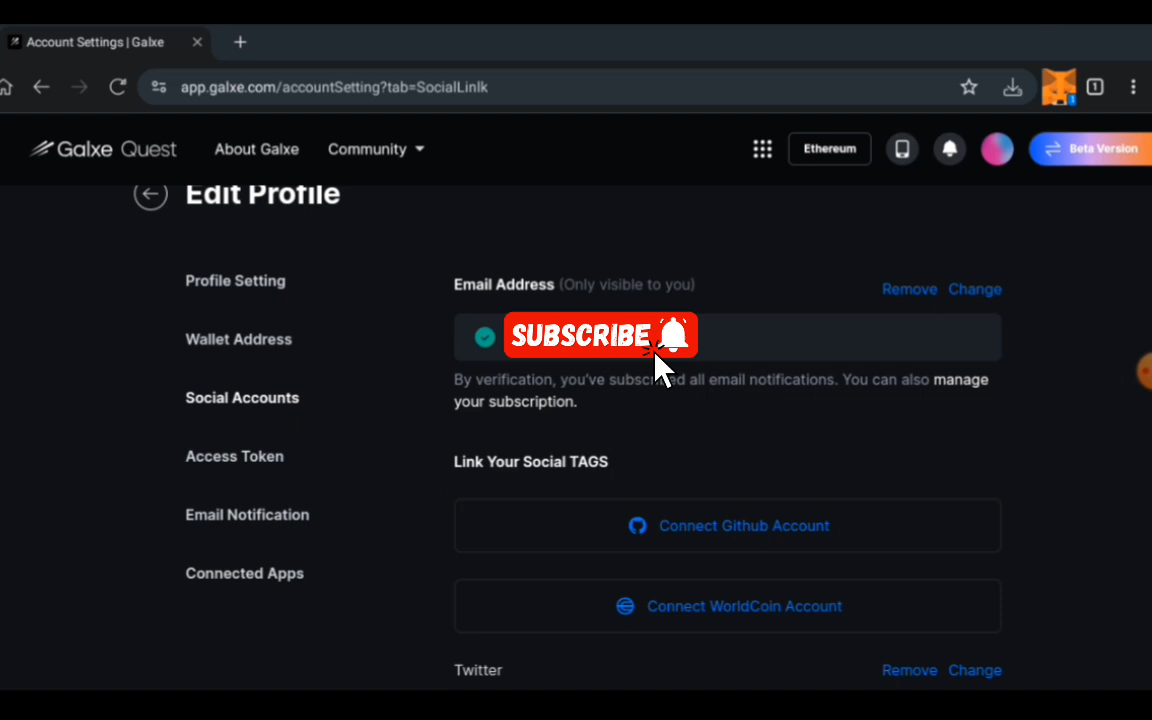 Account Settings | Galxe
app.galxe.com/accountSetting?tab=SocialLinlk
1
1
Galxe Quest
About Galxe
Community
Ethereum
Beta Version
Edit Profile
Profile Setting
Wallet Address
Social Accounts
Access Token
Email Notification
Connected Apps
Email Address (Only visible to you)
Remove Change
SUBSCRIBE
By verification, you've subscribed all email notifications. You can also manage
your subscription.
Link Your Social TAGS
Connect Github Account
Connect WorldCoin Account
Twitter
Remove Change